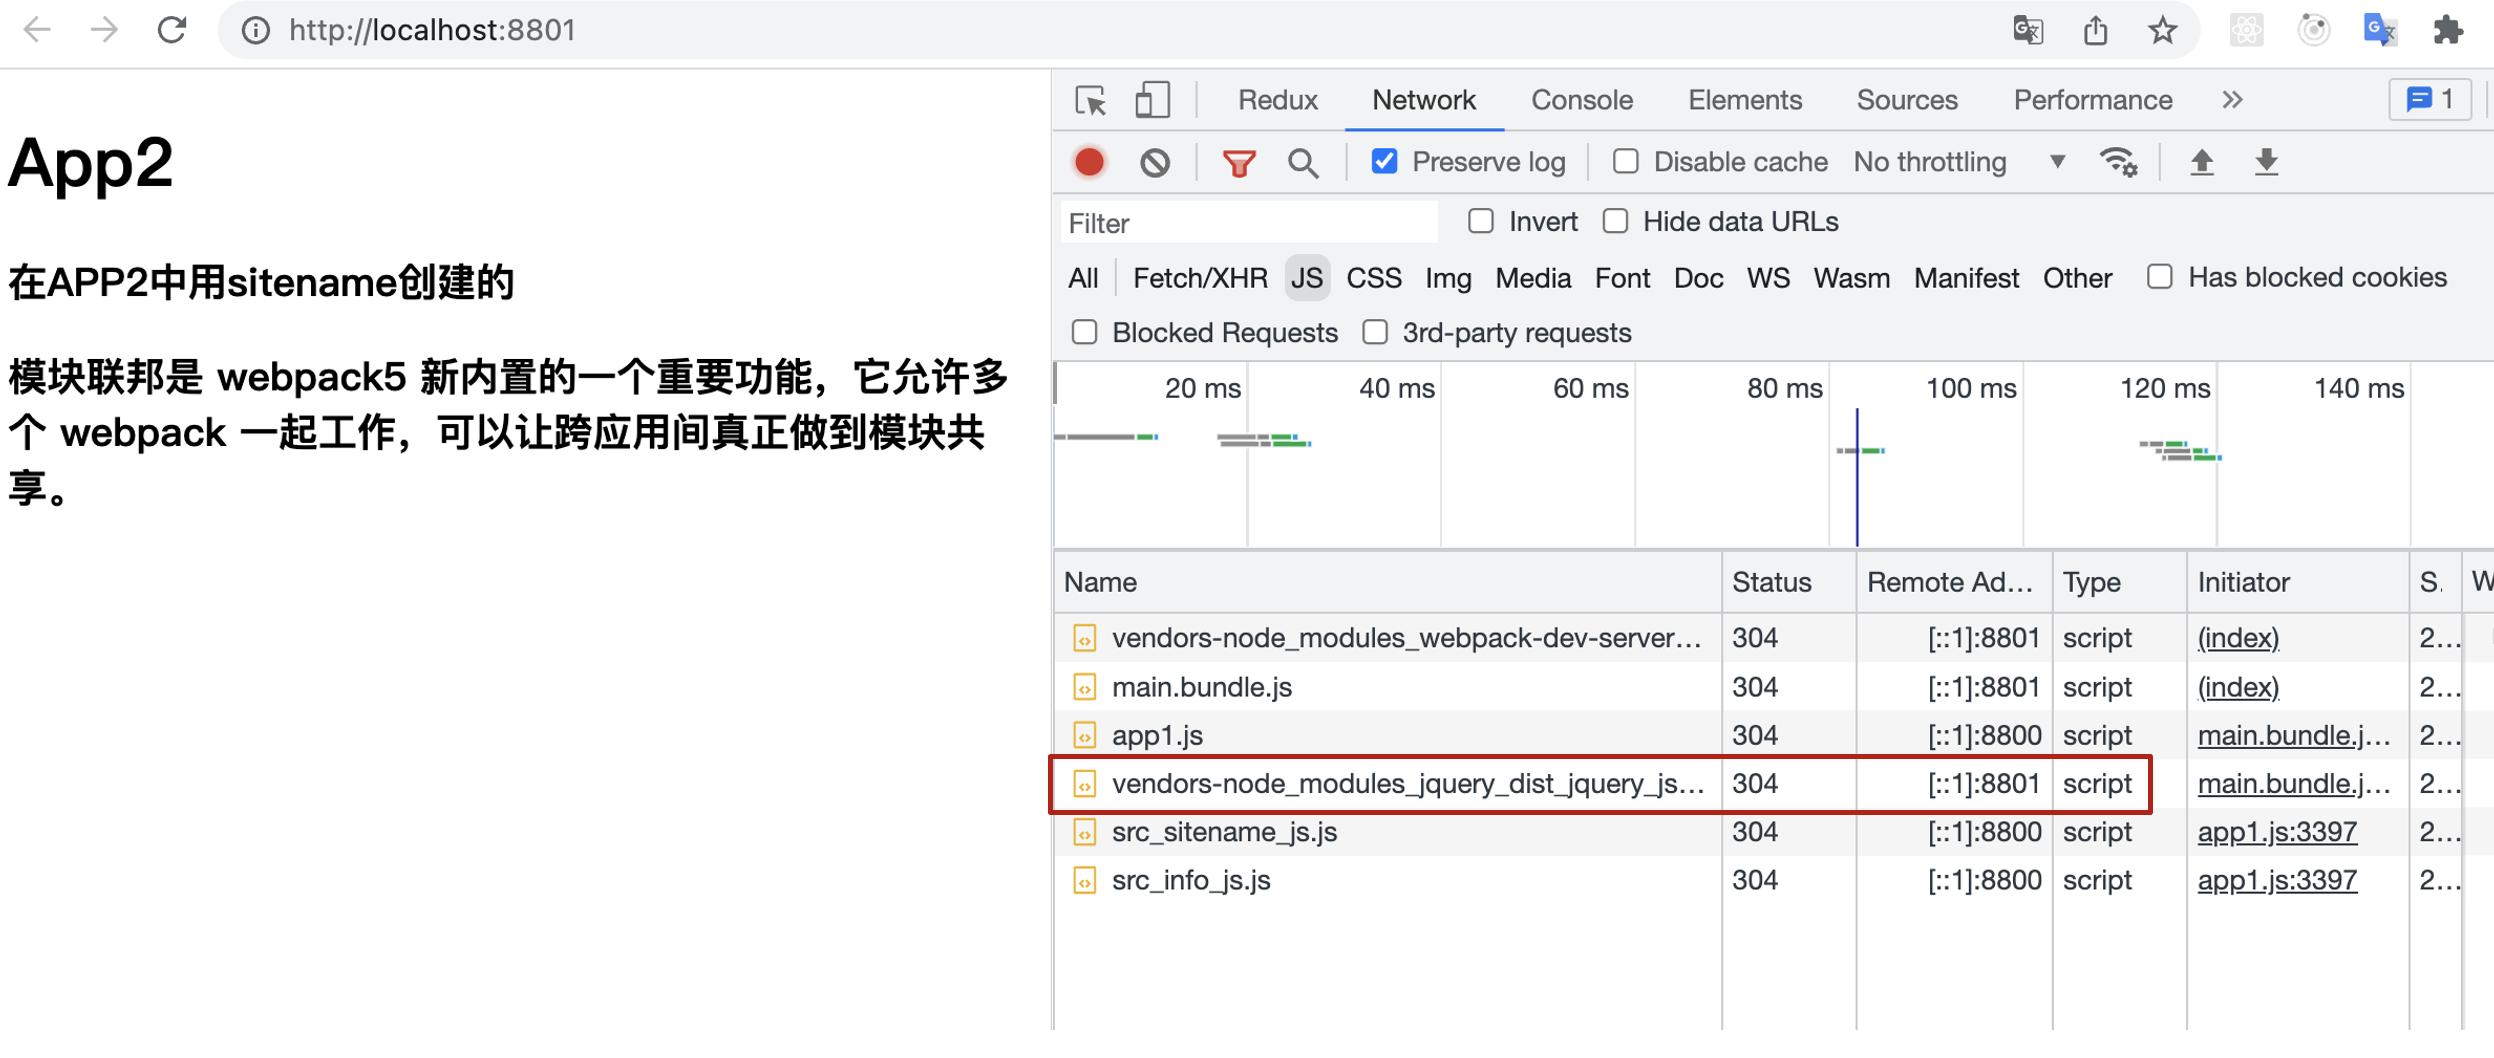 http://localhost:8801
App2
在APP2中用sitename创建的
模块联邦是 webpack5 新内置的一个重要功能，它允许多
个 webpack 一起工作，可以让跨应用间真正做到模块共
享。
Redux Network Console Elements Sources Performance 1
Preserve log Disable cache No throttling
Filter Invert Hide data URLs
All Fetch/XHR JS CSS Img Media Font Doc WS Wasm Manifest Other Has blocked cookies
Blocked Requests 3rd-party requests
20 ms 40 ms 60 ms 80 ms 100 ms 120 ms 140 ms
Name Status Remote Ad... Type Initiator S. W
vendors-node_modules_webpack-dev-server... 304 [::1]:8801 script (index) 2...
main.bundle.js 304 [::1]:8801 script (index) 2...
app1.js 304 [::1]:8800 script main.bundle.j... 2...
vendors-node_modules_jquery_dist_jquery_js... 304 [::1]:8801 script main.bundle.j... 2...
src_sitename_js.js 304 [::1]:8800 script app1.js:3397 2...
src_info_js.js 304 [::1]:8800 script app1.js:3397 2...